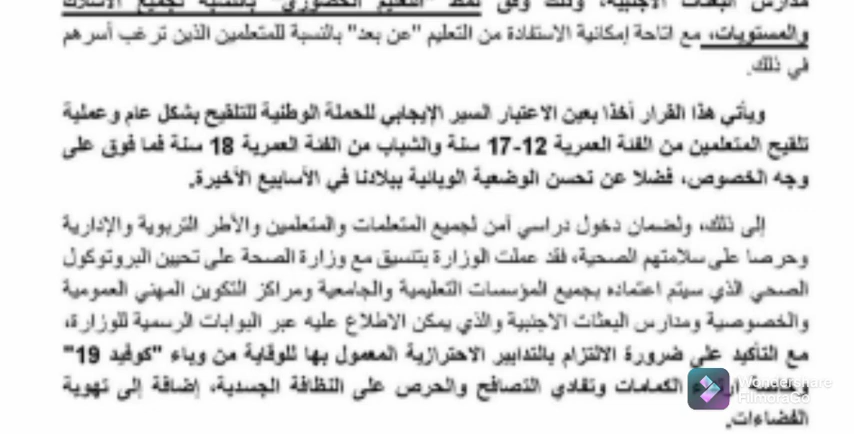 مدارس البعثات الأجنبية، وذلك وفق نمط "التعليم الحضوري" بالنسبة لجميع الأسلاك
والمستويات، مع اتاحة إمكانية الاستفادة من التعليم "عن بعد" بالنسبة للمتعلمين الذين ترغب أسرهم
في ذلك.
ويأتي هذا القرار أخذا بعين الاعتبار السير الإيجابي للحملة الوطنية للتلقيح بشكل عام وعملية
تلقيح المتعلمين من الفئة العمرية 12-17 سنة والشباب من الفئة العمرية 18 سنة فما فوق على
وجه الخصوص، فضلا عن تحسن الوضعية الوبائية ببلادنا في الأسابيع الأخيرة.
إلى ذلك، ولضمان دخول دراسي آمن لجميع المتعلمات والمتعلمين والأطر التربوية والإدارية
وحرصا على سلامتهم الصحية، فقد عملت الوزارة بتنسيق مع وزارة الصحة على تحيين البروتوكول
الصحي الذي سيتم اعتماده بجميع المؤسسات التعليمية والجامعية ومراكز التكوين المهني العمومية
والخصوصية ومدارس البعثات الاجنبية والذي يمكن الاطلاع عليه عبر البوابات الرسمية للوزارة،
مع التأكيد على ضرورة الالتزام بالتدابير الاحترازية المعمول بها للوقاية من وباء "كوفيد 19"
الكمامات وتفادي التصافح والحرص على النظافة الجسدية، إضافة إلى تهوية
الفضاءات.
Wondershare
FilmoraGo